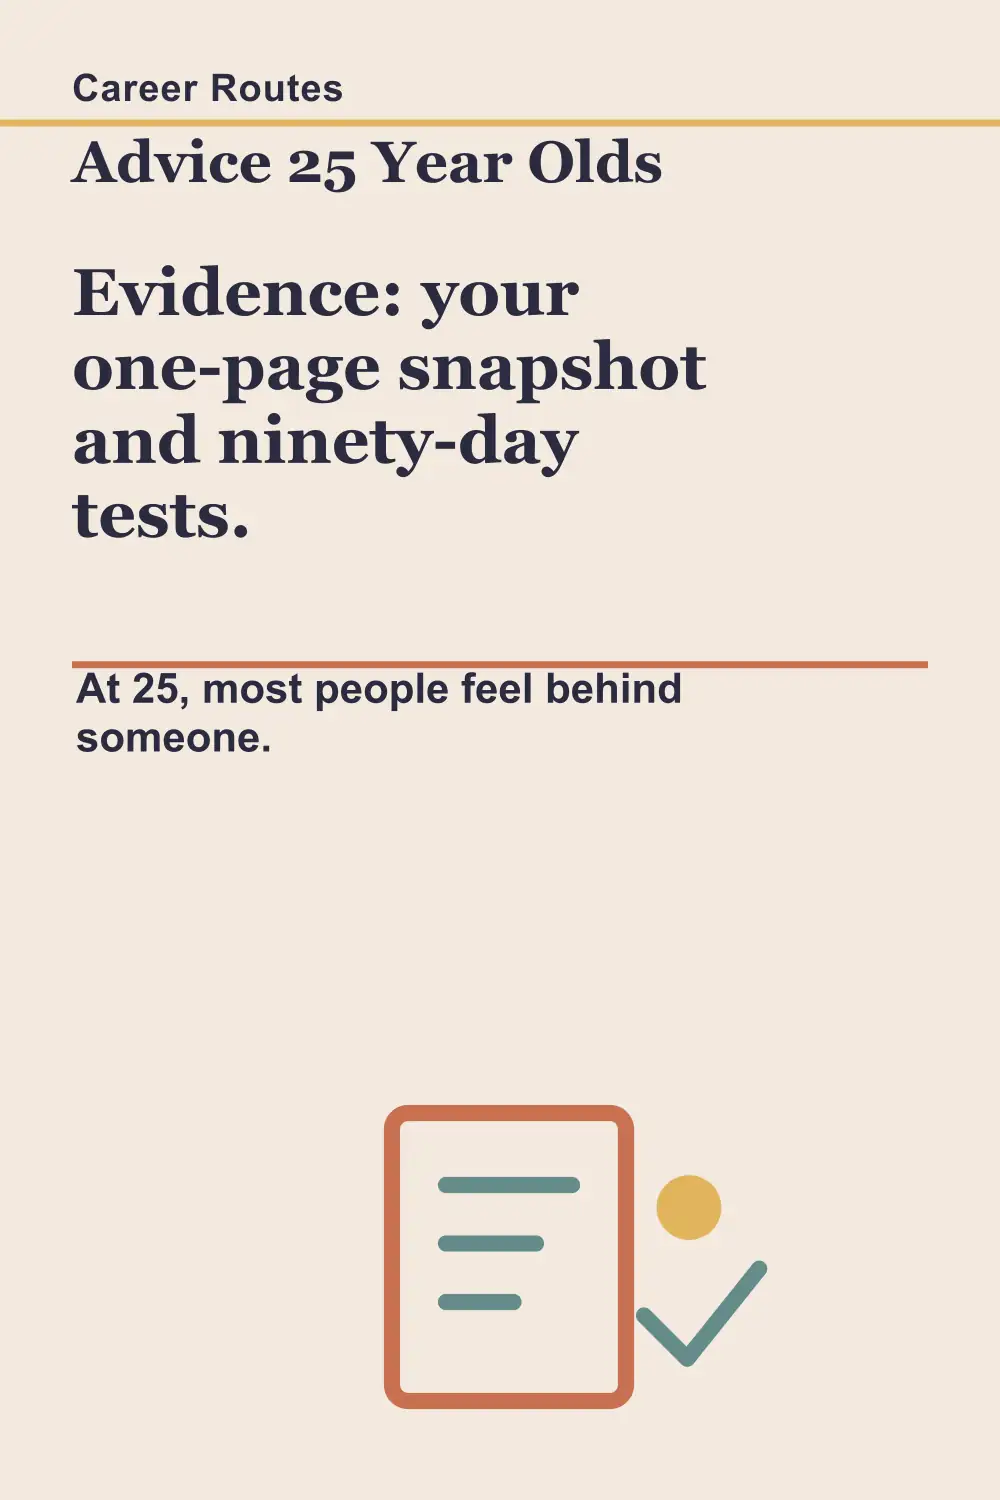 Career Routes
Advice 25 Year Olds
Evidence: your
one-page snapshot
and ninety-day
tests.
At 25, most people feel behind
someone.